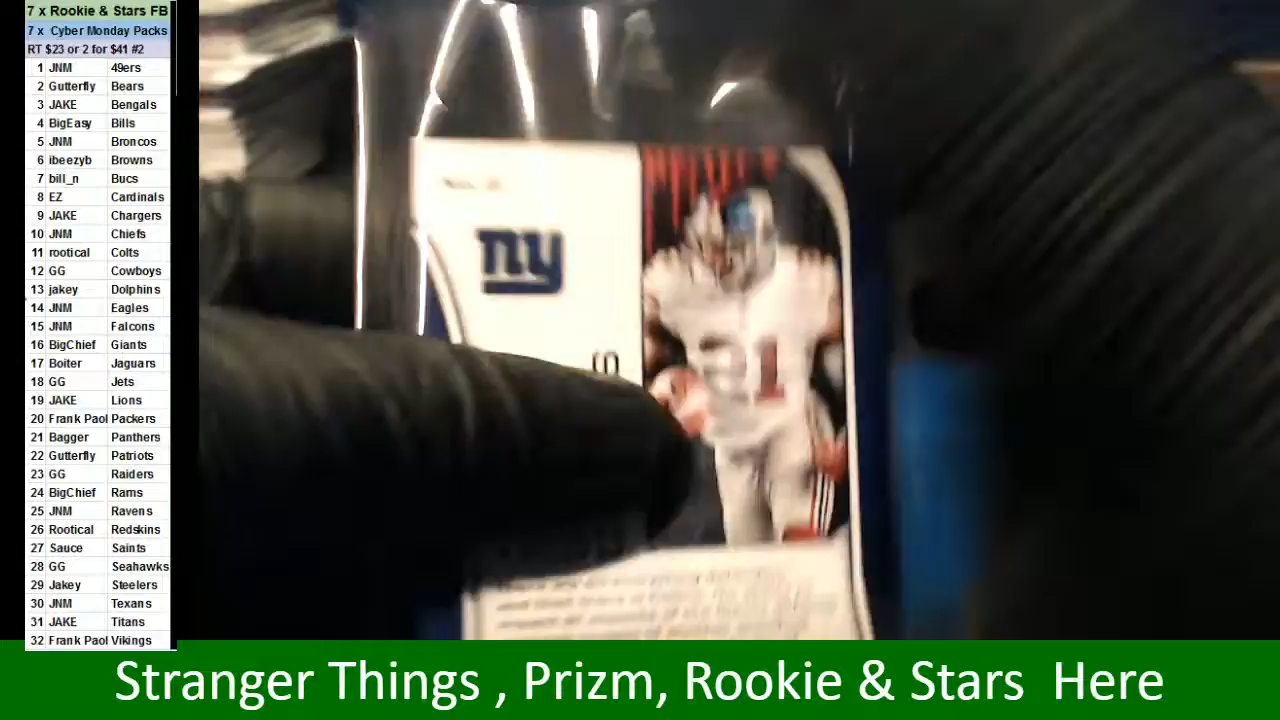 7 x Rookie & Stars FB
7 x Cyber Monday Packs
RT $23 or 2 for $41 #2
1 JNM 49ers
2 Gutterfly Bears
3 JAKE Bengals
4 BigEasy Bills
5 JNM Broncos
6 ibeezyb Browns
7 bill_n Bucs
8 EZ Cardinals
9 JAKE Chargers
10 JNM Chiefs
11 rootical Colts
12 GG Cowboys
13 jakey Dolphins
14 JNM Eagles
15 JNM Falcons
16 BigChief Giants
17 Boiter Jaguars
18 GG Jets
19 JAKE Lions
20 Frank Paol Packers
21 Bagger Panthers
22 Gutterfly Patriots
23 GG Raiders
24 BigChief Rams
25 JNM Ravens
26 Rootical Redskins
27 Sauce Saints
28 GG Seahawks
29 Jakey Steelers
30 JNM Texans
31 JAKE Titans
32 Frank Paol Vikings
ny
S
21
Stranger Things , Prizm, Rookie & Stars Here